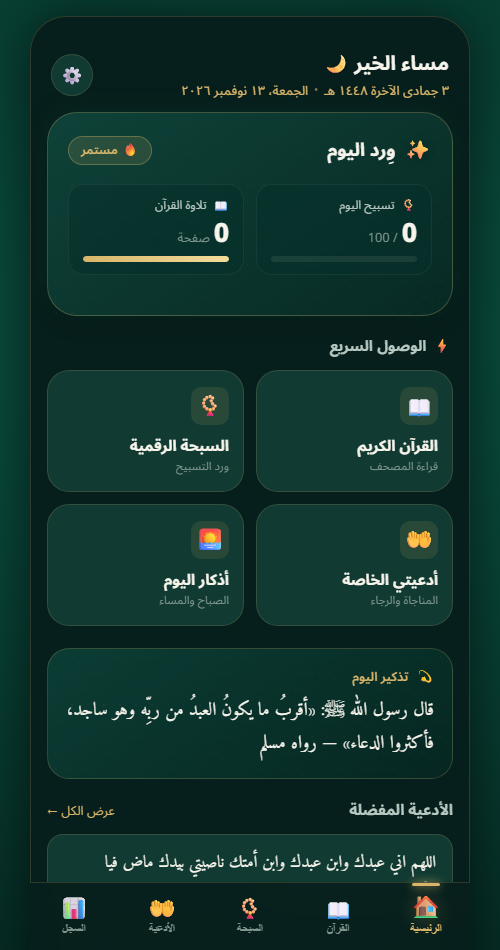 مساء الخير
٣ جمادى الآخرة ١٤٤٨ هـ • الجمعة، ١٣ نوفمبر ٢٠٢٦
وِرد اليوم
مستمر
تسبيح اليوم
0 / 100
تلاوة القرآن
0 صفحة
الوصول السريع
القرآن الكريم
قراءة المصحف
السبحة الرقمية
ورد التسبيح
أدعيتي الخاصة
المناجاة والرجاء
أذكار اليوم
الصباح والمساء
تذكير اليوم
قال رسول الله ﷺ: «أقربُ ما يكونُ العبدُ من ربِّه وهو ساجد،
فأكثروا الدعاء» — رواه مسلم
الأدعية المفضلة
عرض الكل ←
اللهم اني عبدك وابن عبدك وابن أمتك ناصيتي بيدك ماض فيا
الرئيسية
القرآن
السبحة
الأدعية
السجل